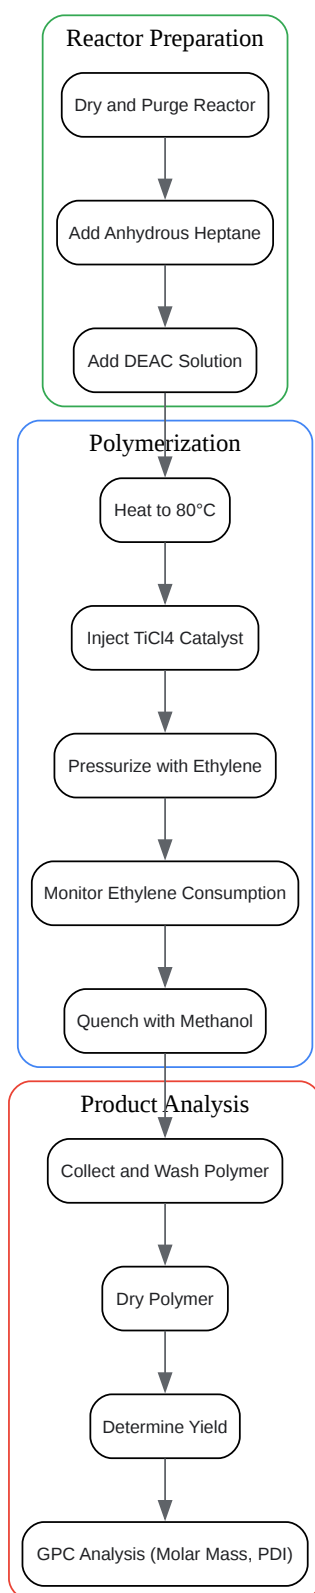 Reactor Preparation
Dry and Purge Reactor
Add Anhydrous Heptane
Add DEAC Solution
Polymerization
Heat to 80°C
Inject TiCl4 Catalyst
Pressurize with Ethylene
Monitor Ethylene Consumption
Quench with Methanol
Product Analysis
Collect and Wash Polymer
Dry Polymer
Determine Yield
GPC Analysis (Molar Mass, PDI)